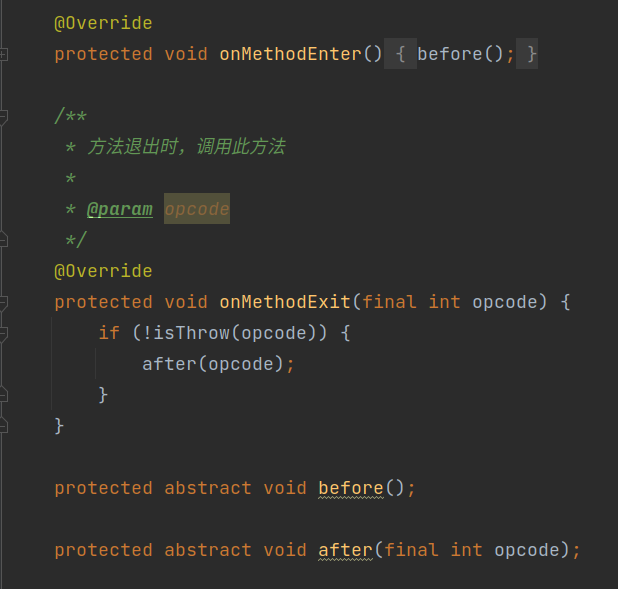 @Override
protected void onMethodEnter() { before(); }
/**
* 方法退出时，调用此方法
*
* @param opcode
*/
@Override
protected void onMethodExit(final int opcode) {
if (!isThrow(opcode)) {
after(opcode);
}
}
protected abstract void before();
protected abstract void after(final int opcode);